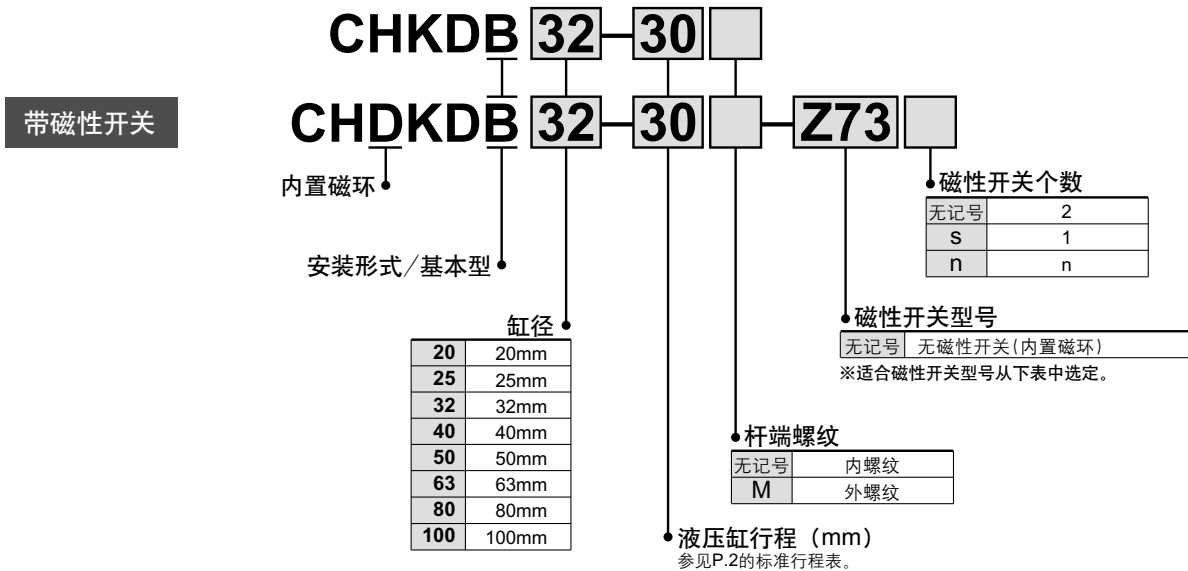 CHKDB 32-30
带磁性开关
CHDKDB 32-30 -Z73
内置磁环
安装形式/基本型
缸径
20 20mm
25 25mm
32 32mm
40 40mm
50 50mm
63 63mm
80 80mm
100 100mm
磁性开关个数
无记号 2
s 1
n n
磁性开关型号
无记号 无磁性开关(内置磁环)
※适合磁性开关型号从下表中选定。
杆端螺纹
无记号 内螺纹
M 外螺纹
液压缸行程（mm）
参见P.2的标准行程表。